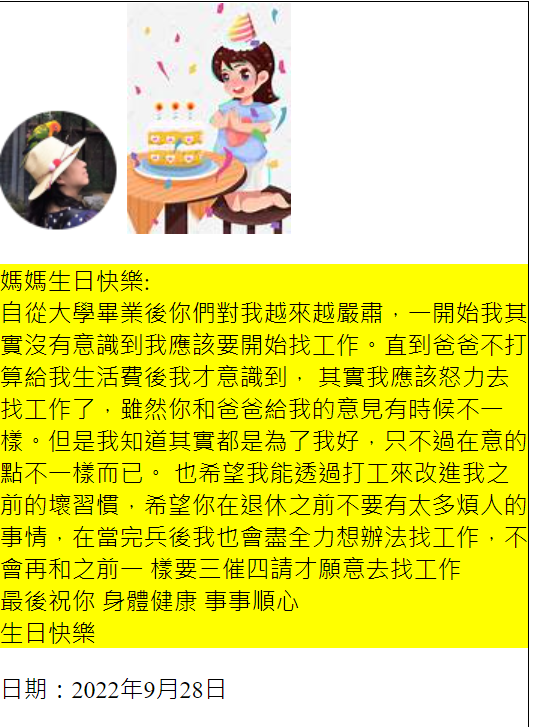 媽媽生日快樂:
自從大學畢業後你們對我越來越嚴肅，一開始我其
實沒有意識到我應該要開始找工作。直到爸爸不打
算給我生活費後我才意識到， 其實我應該怒力去
找工作了，雖然你和爸爸給我的意見有時候不一
樣。但是我知道其實都是為了我好，只不過在意的
點不一樣而已。 也希望我能透過打工來改進我之
前的壞習慣，希望你在退休之前不要有太多煩人的
事情，在當完兵後我也會盡全力想辦法找工作，不
會再和之前一 樣要三催四請才願意去找工作
最後祝你 身體健康 事事順心
生日快樂
日期：2022年9月28日